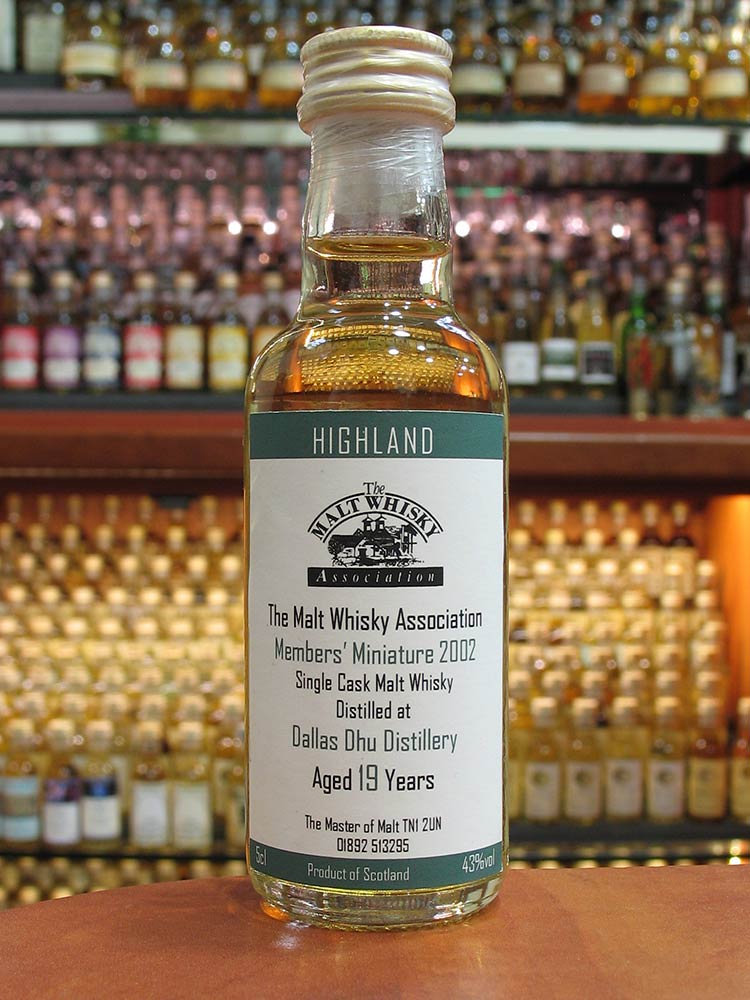 HIGHLAND
The
MALT WHISKY
Association
The Malt Whisky Association
Members' Miniature 2002
Single Cask Malt Whisky
Distilled at
Dallas Dhu Distillery
Aged 19 Years
The Master of Malt TN1 2UN
01892 513295
5cl
43%vol
Product of Scotland